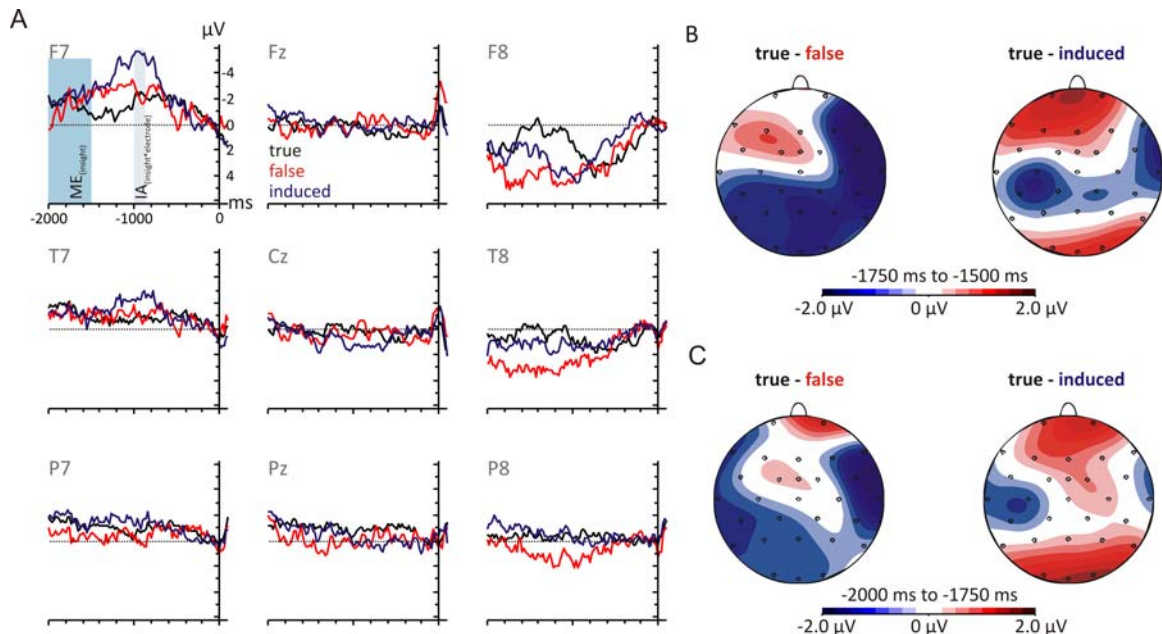 A
µV
F7
-4
-2
0
2
4
ME(insight)
IA(insight*electrode)
-2000
-1000
0
ms
Fz
true
false
induced
F8
T7
Cz
T8
P7
Pz
P8
B
true - false
true - induced
-1750 ms to -1500 ms
-2.0 µV
0 µV
2.0 µV
C
true - false
true - induced
-2000 ms to -1750 ms
-2.0 µV
0 µV
2.0 µV